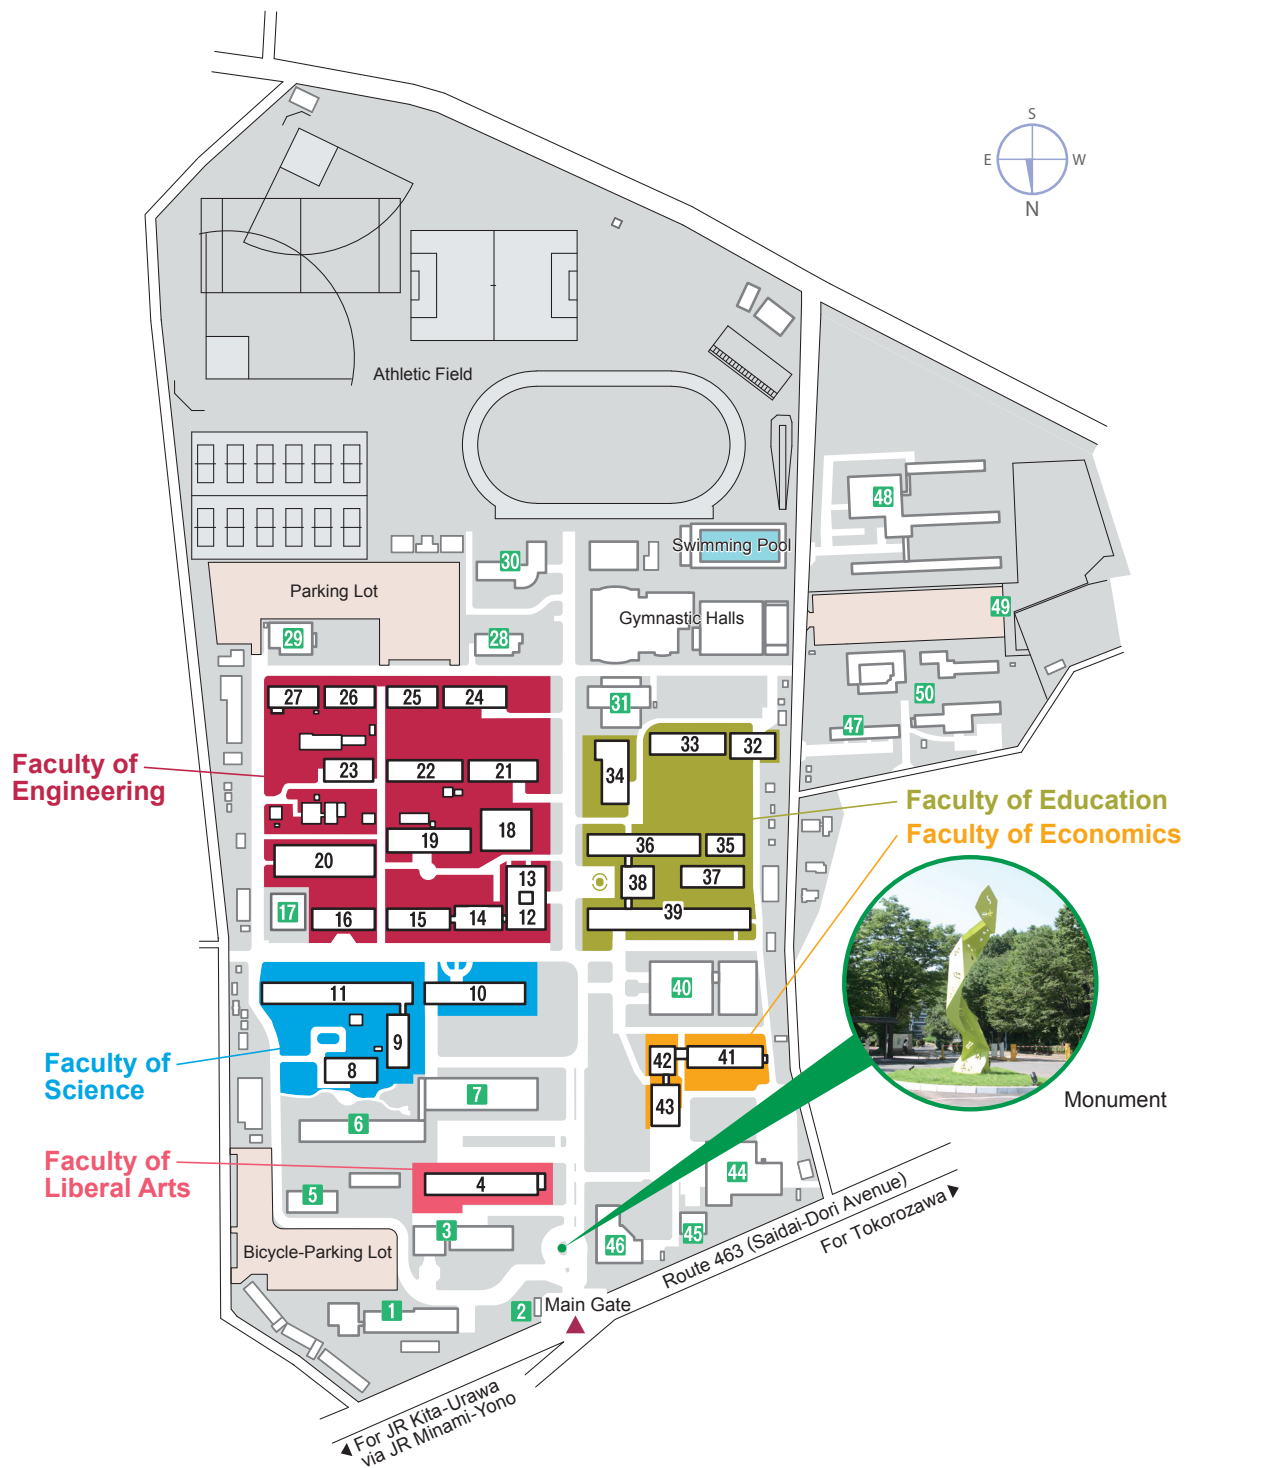 S
E
W
N
Athletic Field
48
Swimming Pool
30
Parking Lot
49
Gymnastic Halls
29
28
50
27
26
25
24
31
47
33
32
Faculty of
Engineering
23
22
21
34
Faculty of Education
Faculty of Economics
18
19
36
35
20
13
38
37
17
16
15
14
12
39
11
10
40
9
42
41
Faculty of
Science
8
7
43
Monument
6
Faculty of
Liberal Arts
4
44
5
3
46
45
Bicycle-Parking Lot
Route 463 (Saidai-Dori Avenue)
For Tokorozawa
1
2
Main Gate
For JR Kita-Urawa
via JR Minami-Yono